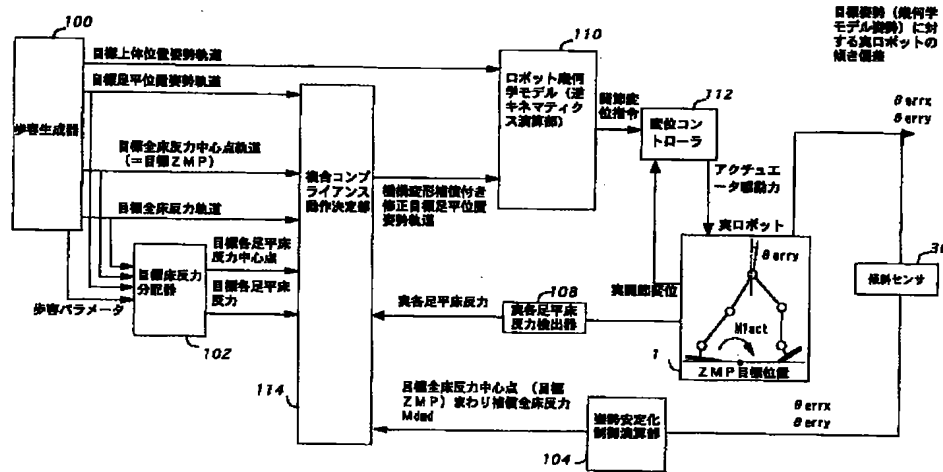 100
歩容生成器
目標上体位置姿勢軌道
目標足平位置姿勢軌道
目標全床反力中心点軌道
(=目標ZMP)
目標全床反力軌道
歩容パラメータ
目標床反力
分配器
102
目標各足平床
反力中心点
目標各足平床
反力
複合コンプ
ライアンス
動作決定部
114
機構変形補償付き
修正目標足平位置
姿勢軌道
110
ロボット幾何
学モデル(逆
キネマティク
ス演算部)
関節変
位指令
112
変位コント
ローラ
アクチュエ
ータ駆動力
実ロボット
θerry
M1act
ZMP目標位置
1
実関節変位
108
実各足平床
反力検出器
実各足平床反力
目標全床反力中心点 (目標
ZMP) まわり補償全床反力
Mdmd
姿勢安定化
制御演算部
104
θerrx
θerry
傾斜センサ
目標姿勢(幾何学
モデル姿勢)に対
する実ロボットの
傾き偏差
θerrx
θerry